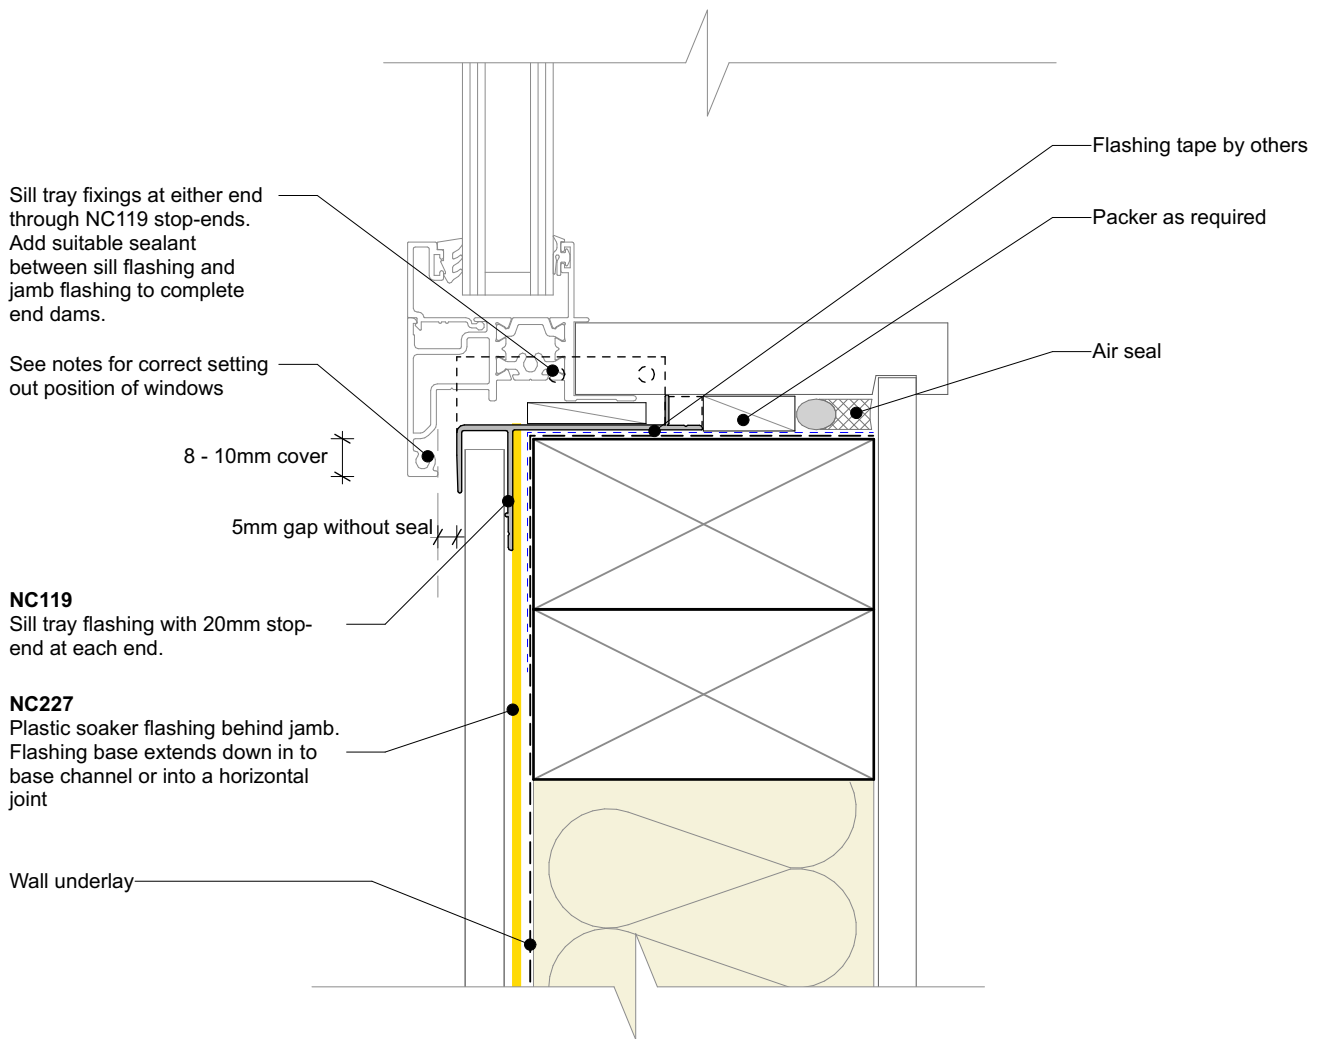 Flashing tape by others
Packer as required
Air seal
Sill tray fixings at either end
through NC119 stop-ends.
Add suitable sealant
between sill flashing and
jamb flashing to complete
end dams.
See notes for correct setting
out position of windows
8 - 10mm cover
5mm gap without seal
NC119
Sill tray flashing with 20mm stop-
end at each end.
NC227
Plastic soaker flashing behind jamb.
Flashing base extends down in to
base channel or into a horizontal
joint
Wall underlay